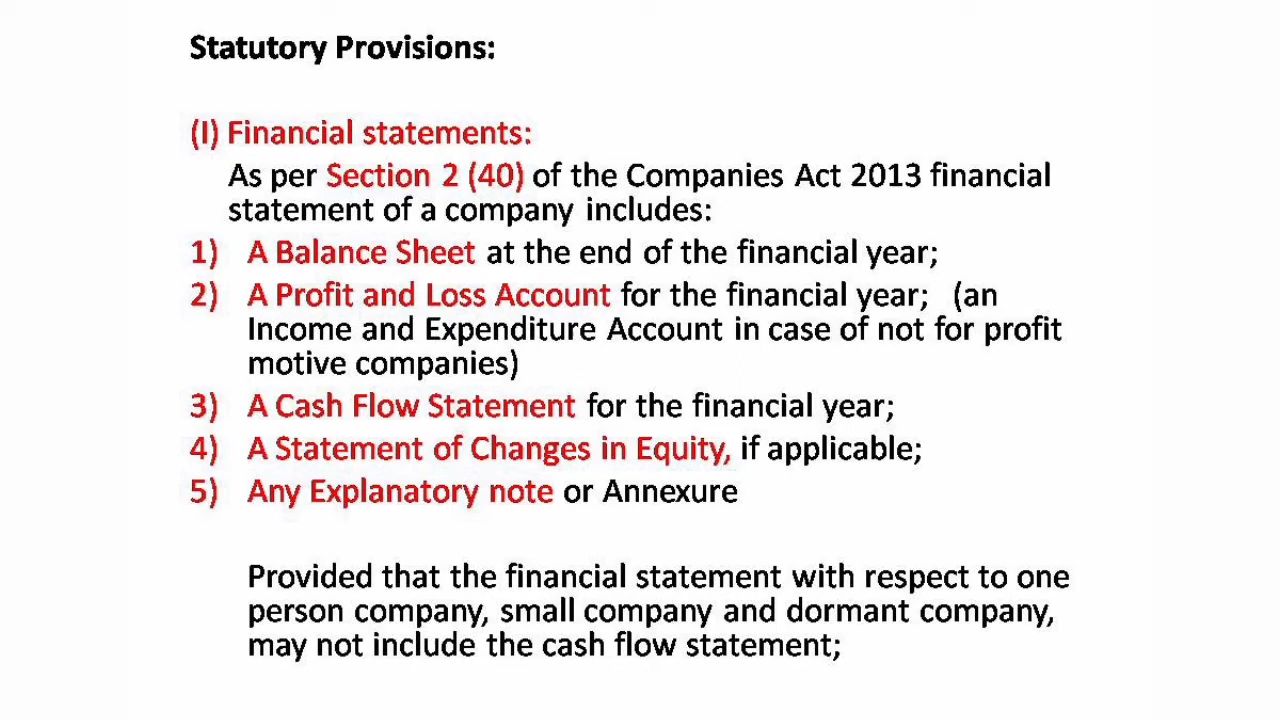 Statutory Provisions:
(I) Financial statements:
As per Section 2 (40) of the Companies Act 2013 financial
statement of a company includes:
1) A Balance Sheet at the end of the financial year;
2) A Profit and Loss Account for the financial year; (an
Income and Expenditure Account in case of not for profit
motive companies)
3) A Cash Flow Statement for the financial year;
4) A Statement of Changes in Equity, if applicable;
5) Any Explanatory note or Annexure
Provided that the financial statement with respect to one
person company, small company and dormant company,
may not include the cash flow statement;